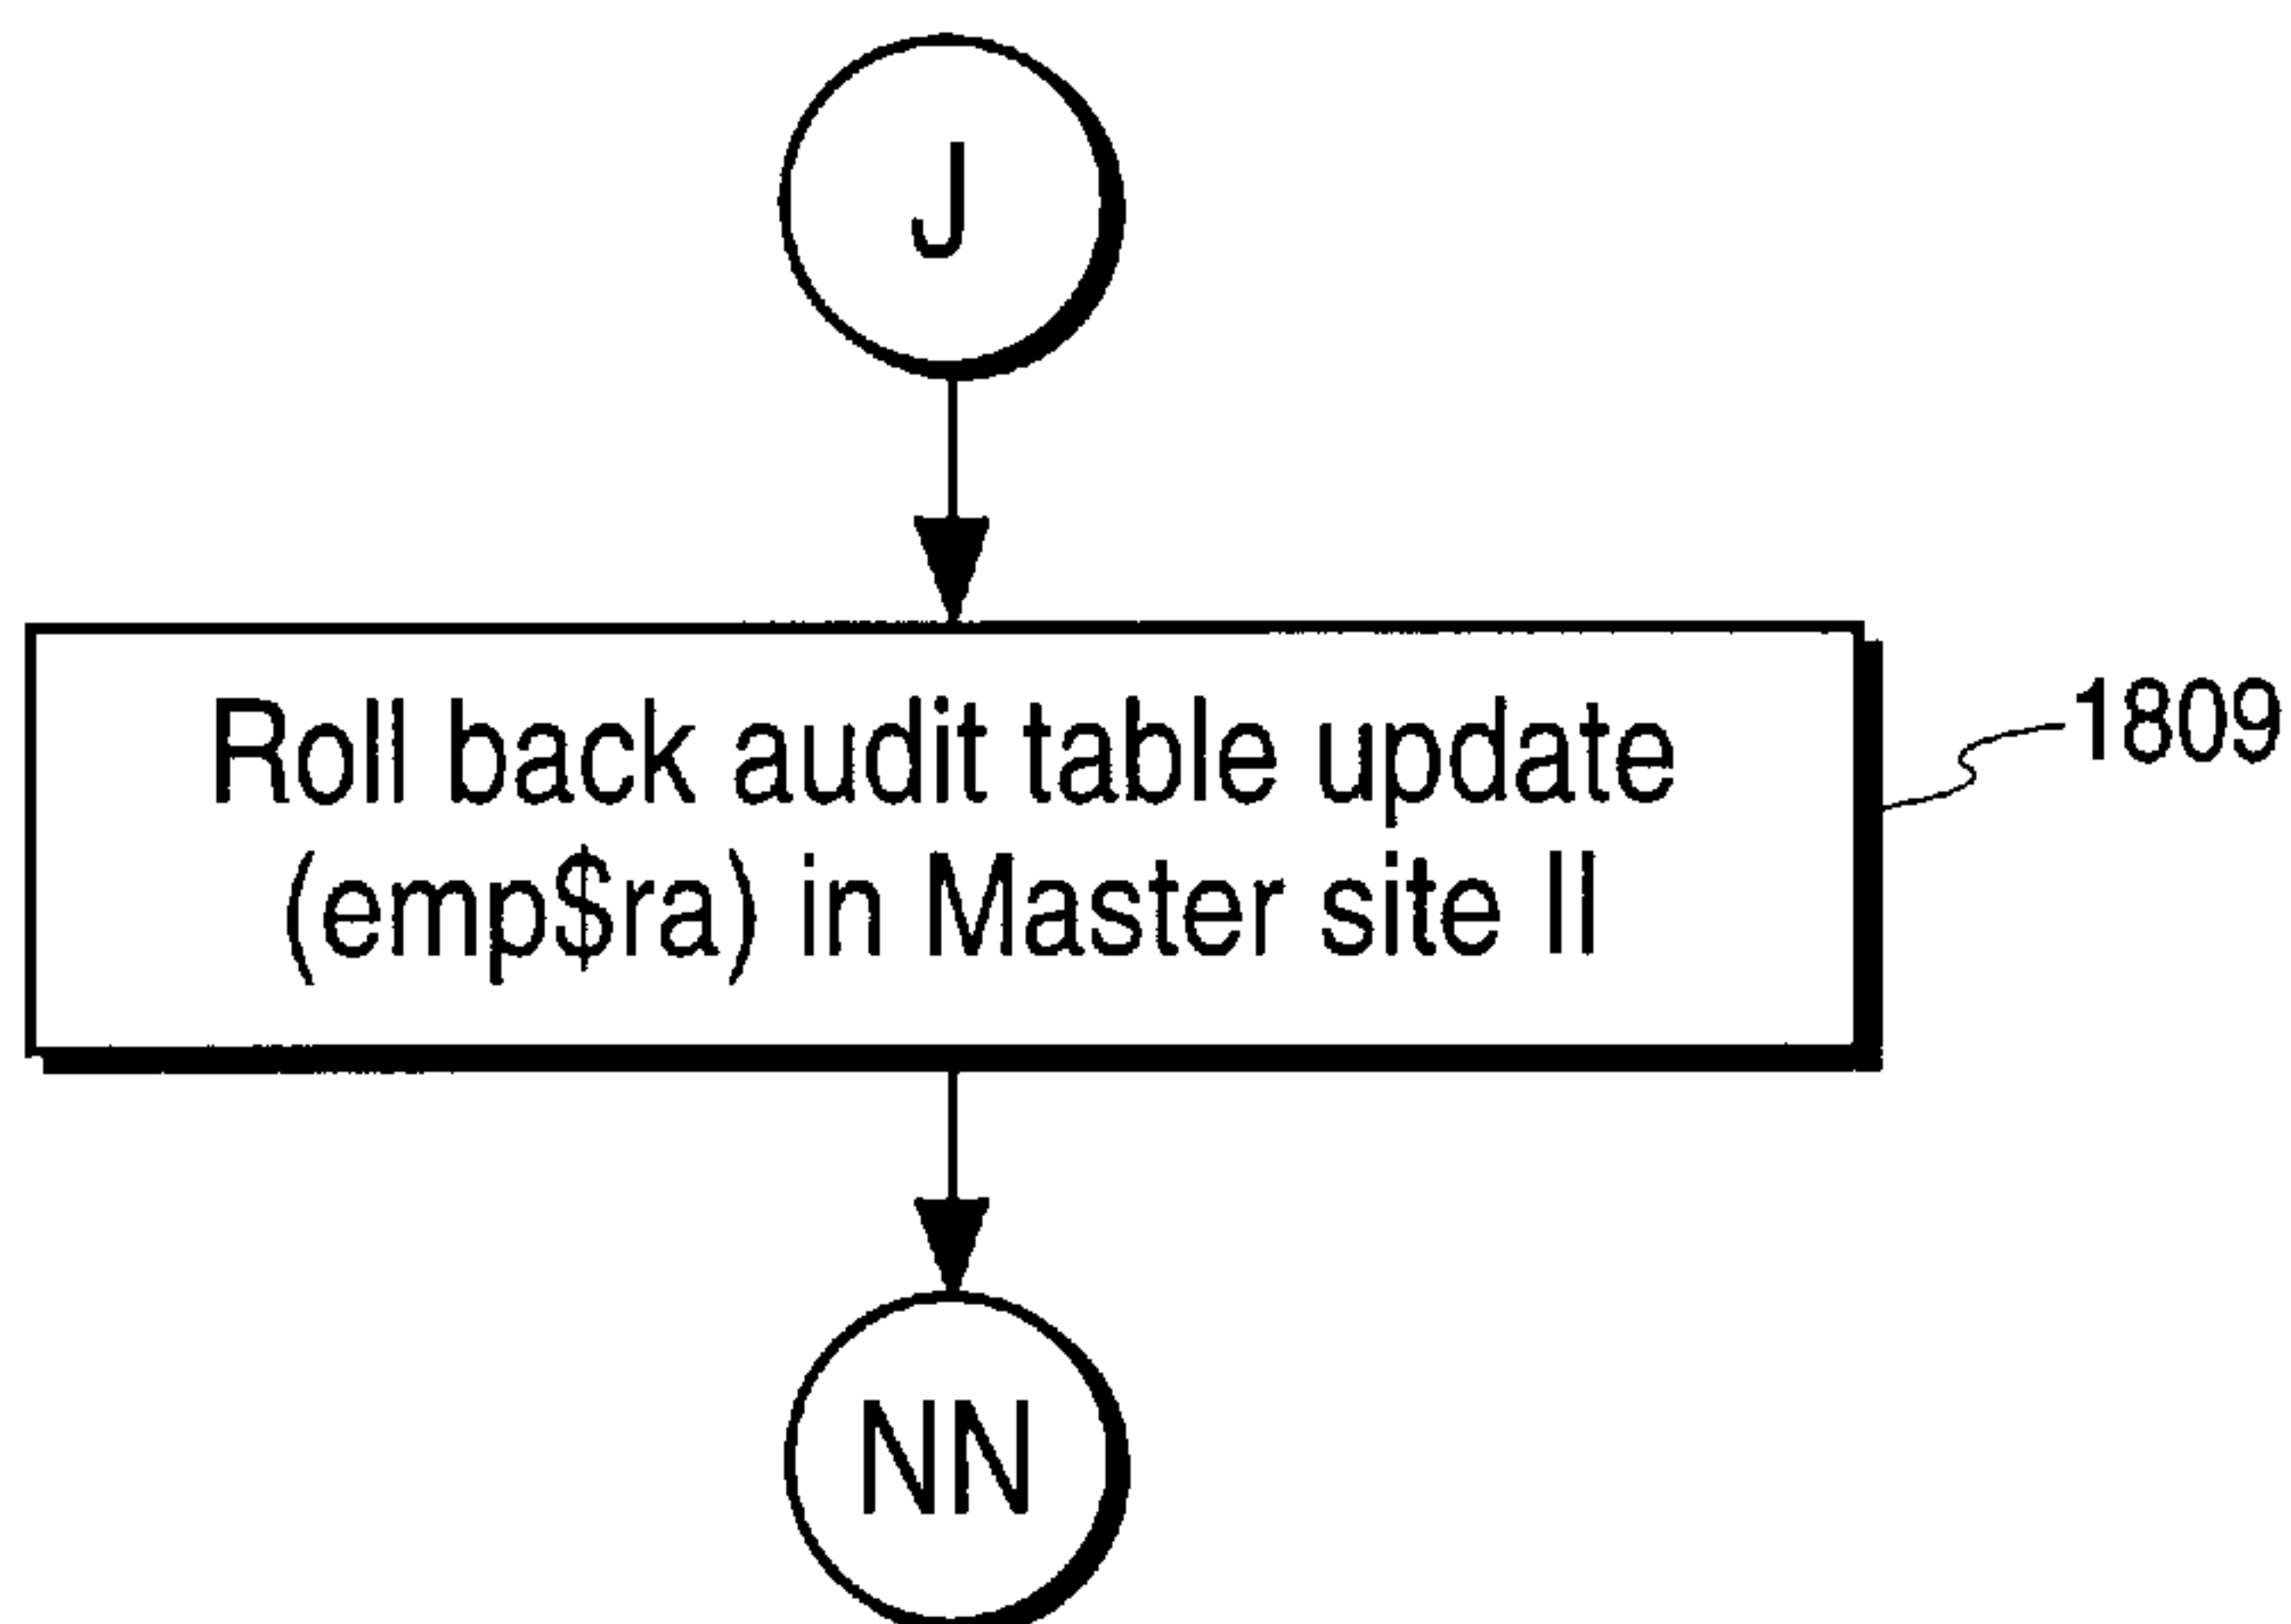 J
Roll back audit table update
(emp$ra) in Master site II
1809
NN